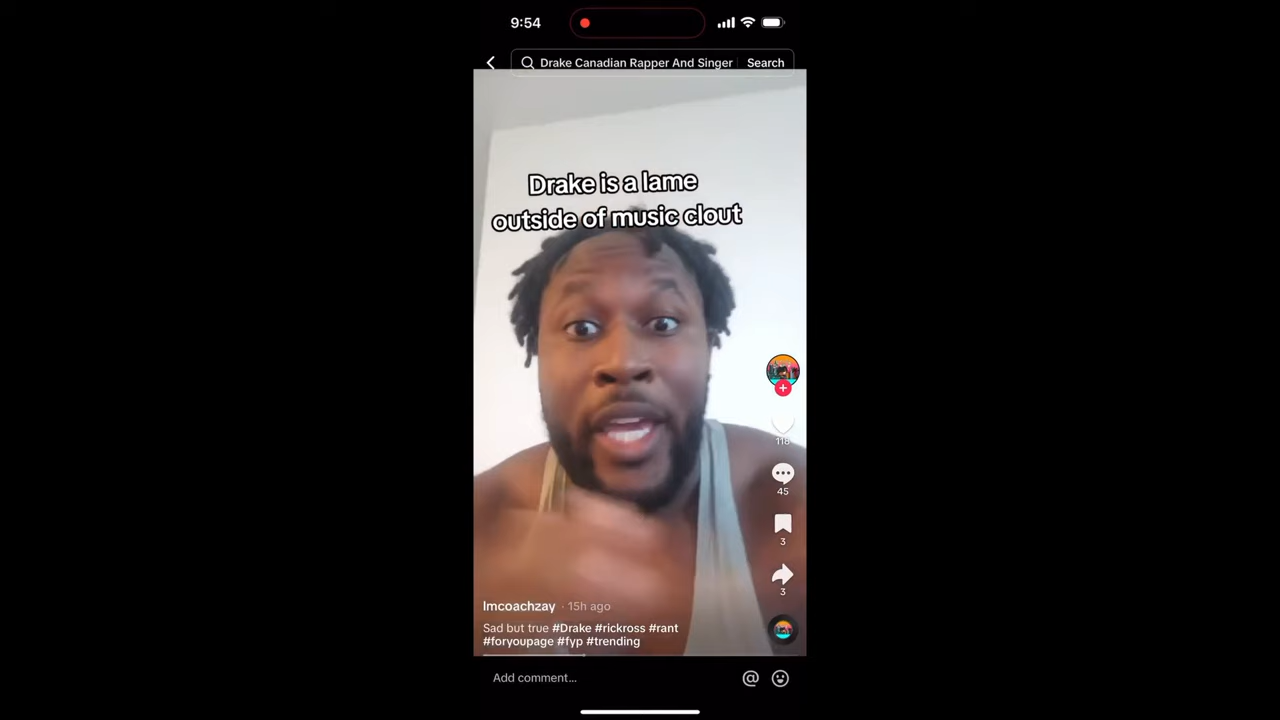 9:54
Drake Canadian Rapper And Singer
Search
Drake is a lame
outside of music clout
118
45
3
3
lmcoachzay · 15h ago
Sad but true #Drake #rickross #rant
#foryoupage #fyp #trending
Add comment...